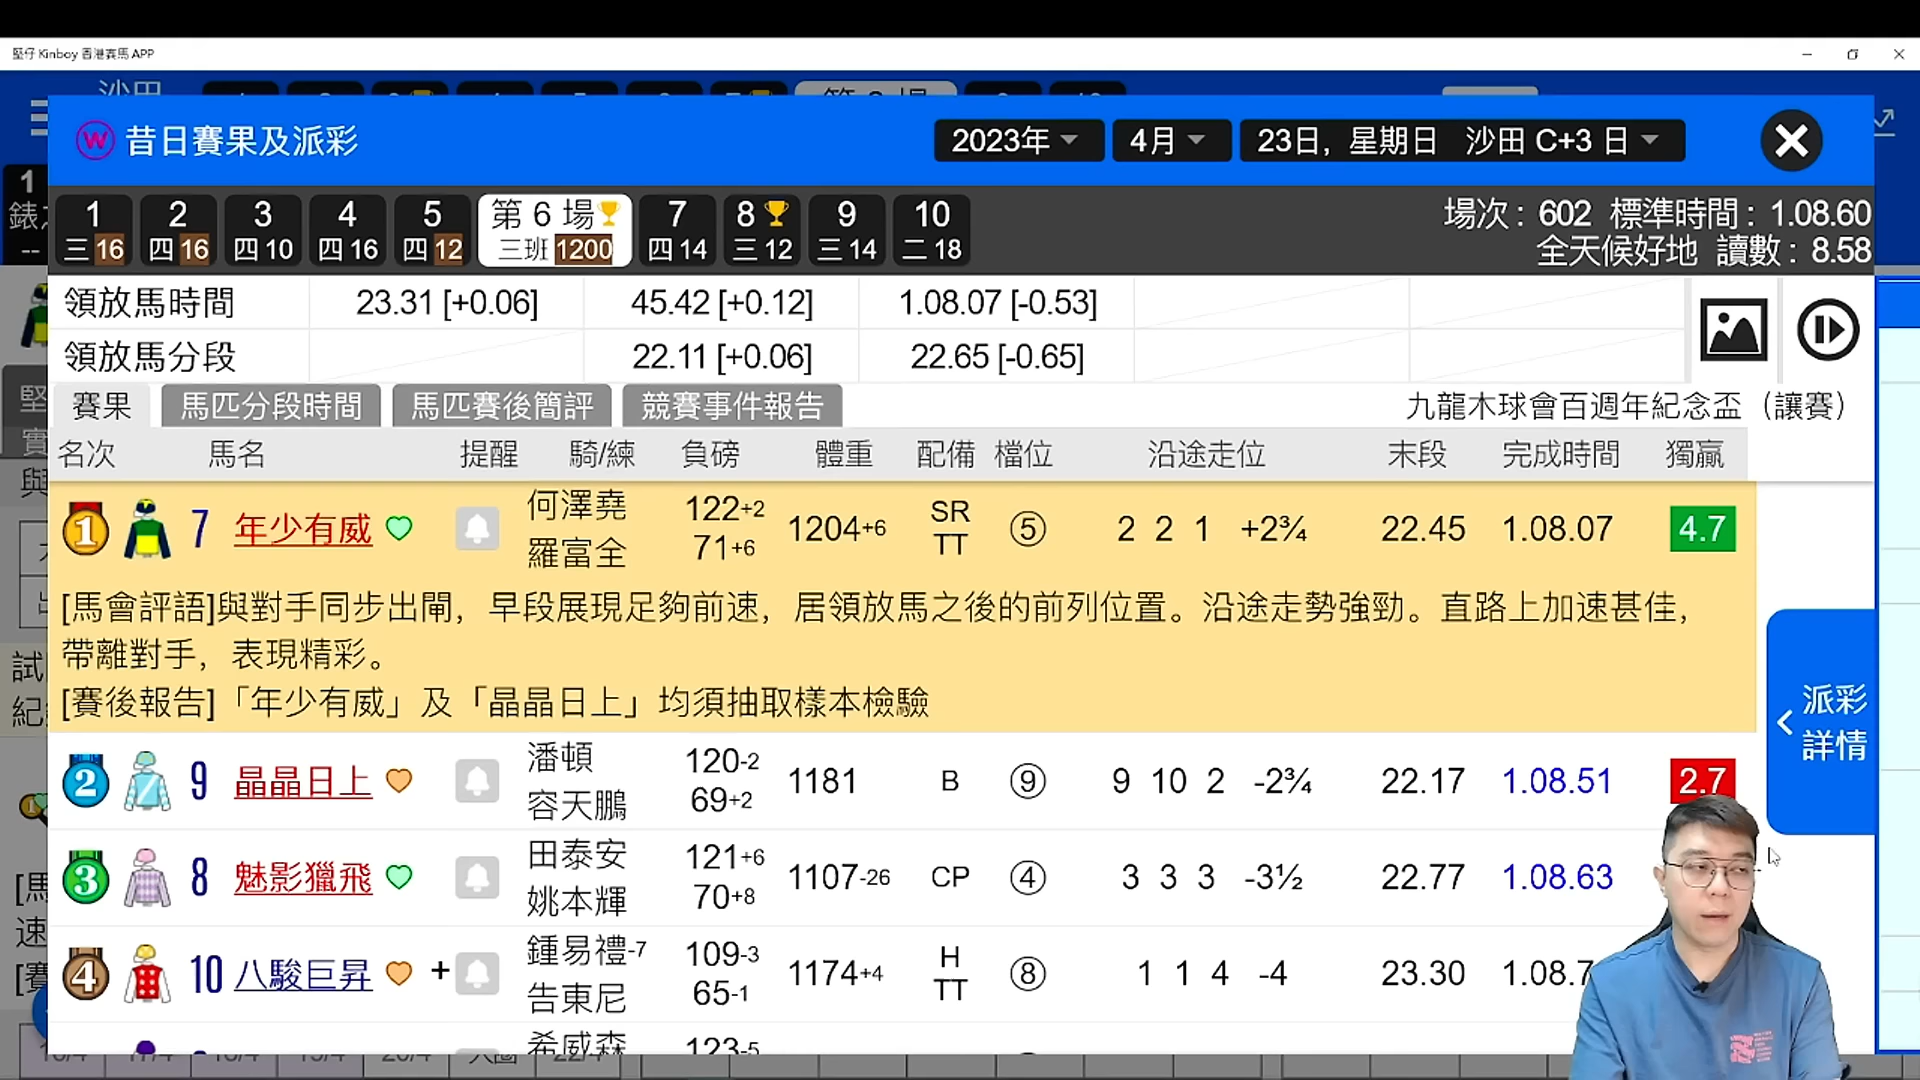 堅仔 Kinboy 香港賽馬 APP
沙田
昔日賽果及派彩
2023年
4月
23日, 星期日 沙田 C+3 日
1
三 16
2
四 16
3
四 10
4
四 16
5
四 12
第 6 場
三班 1200
7
四 14
8
三 12
9
三 14
10
二 18
場次 : 602 標準時間 : 1.08.60
全天候好地 讀數 : 8.58
領放馬時間 23.31 [+0.06] 45.42 [+0.12] 1.08.07 [-0.53]
領放馬分段 22.11 [+0.06] 22.65 [-0.65]
賽果 馬匹分段時間 馬匹賽後簡評 競賽事件報告 九龍木球會百週年紀念盃 (讓賽)
名次 馬名 提醒 騎/練 負磅 體重 配備 檔位 沿途走位 末段 完成時間 獨贏
1 7 年少有威 何澤堯 羅富全 122+2 71+6 1204+6 SR TT 5 2 2 1 +2¾ 22.45 1.08.07 4.7
[馬會評語]與對手同步出閘, 早段展現足夠前速, 居領放馬之後的前列位置。沿途走勢強勁。直路上加速甚佳,
帶離對手, 表現精彩。
[賽後報告]「年少有威」及「晶晶日上」均須抽取樣本檢驗
2 9 晶晶日上 潘頓 容天鵬 120-2 69+2 1181 B 9 9 10 2 -2¾ 22.17 1.08.51 2.7
3 8 魅影獵飛 田泰安 姚本輝 121+6 70+8 1107-26 CP 4 3 3 3 -3½ 22.77 1.08.63
4 10 八駿巨昇 + 鍾易禮-7 告東尼 109-3 65-1 1174+4 H TT 8 1 1 4 -4 23.30 1.08.7
希威森 123-5
派彩
詳情